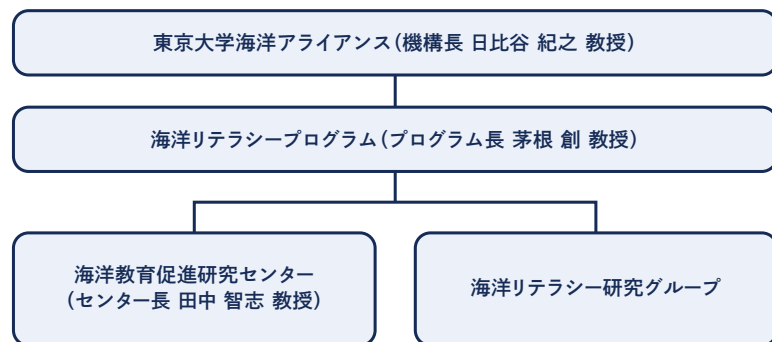 東京大学海洋アライアンス(機構長 日比谷 紀之 教授)
海洋リテラシープログラム(プログラム長 茅根 創 教授)
海洋教育促進研究センター
(センター長 田中 智志 教授)
海洋リテラシー研究グループ